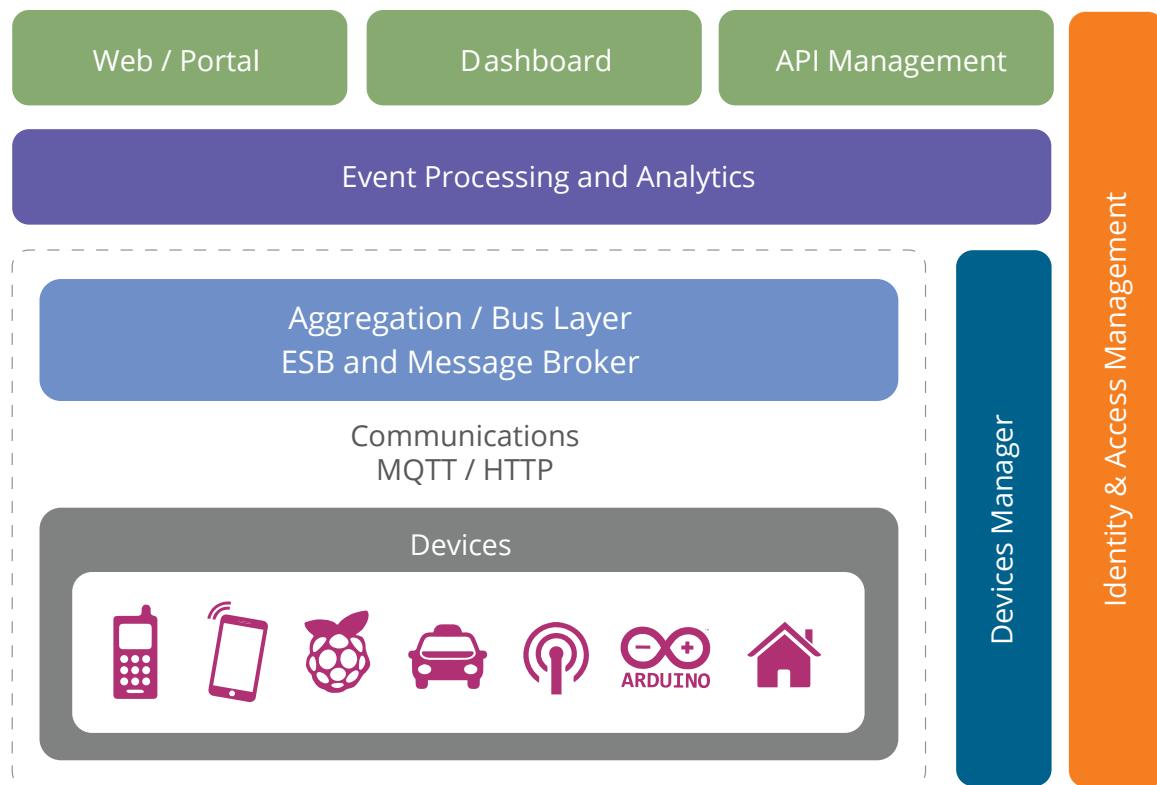 Web / Portal
Dashboard
API Management
Event Processing and Analytics
Aggregation / Bus Layer
ESB and Message Broker
Communications
MQTT / HTTP
Devices
ARDUINO
Devices Manager
Identity & Access Management